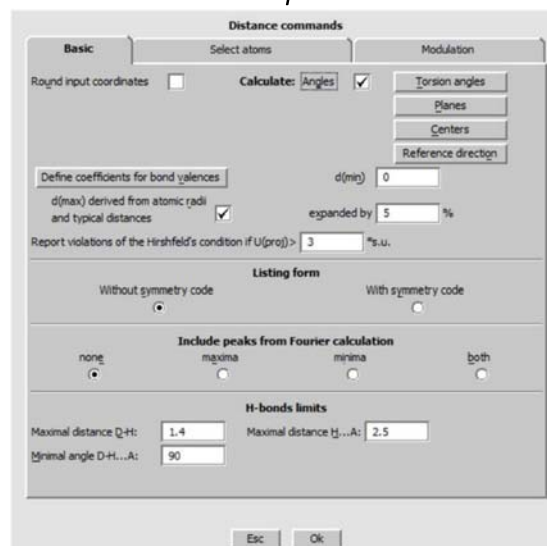 Distance commands
Basic Select atoms Modulation
Round input coordinates Calculate: Angles Torsion angles
Planes
Centers
Reference direction
Define coefficients for bond valences d(min) 0
d(max) derived from atomic radii
and typical distances expanded by 5 %
Report violations of the Hirshfeld's condition if U(proj)> 3 *s.u.
Listing form
Without symmetry code With symmetry code
Include peaks from Fourier calculation
none maxima minima both
H-bonds limits
Maximal distance D-H: 1.4 Maximal distance H...A: 2.5
Minimal angle D-H...A: 90
Esc Ok